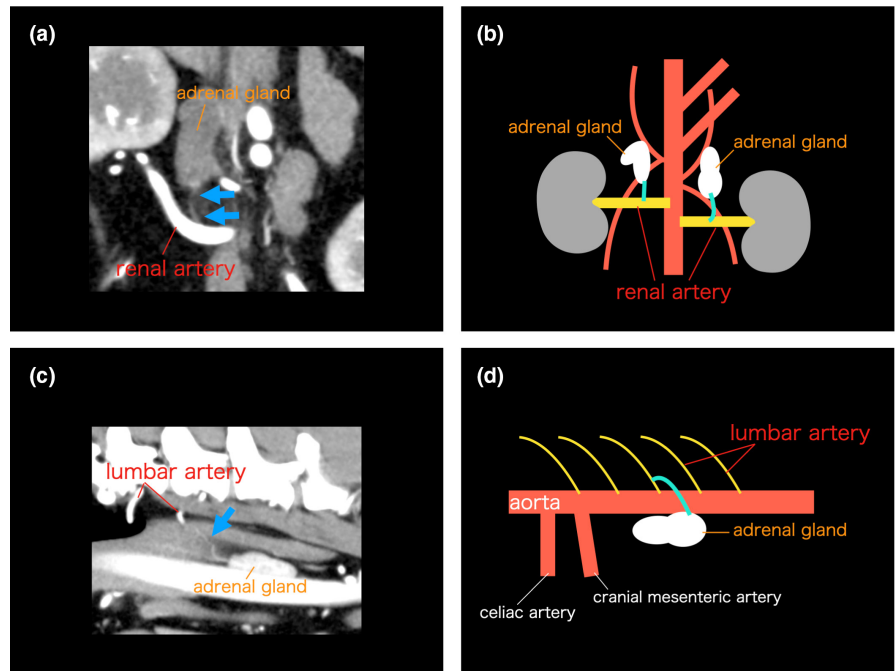 (a)
adrenal gland
renal artery
(b)
adrenal gland
adrenal gland
renal artery
(c)
lumbar artery
adrenal gland
(d)
lumbar artery
aorta
adrenal gland
cranial mesenteric artery
celiac artery